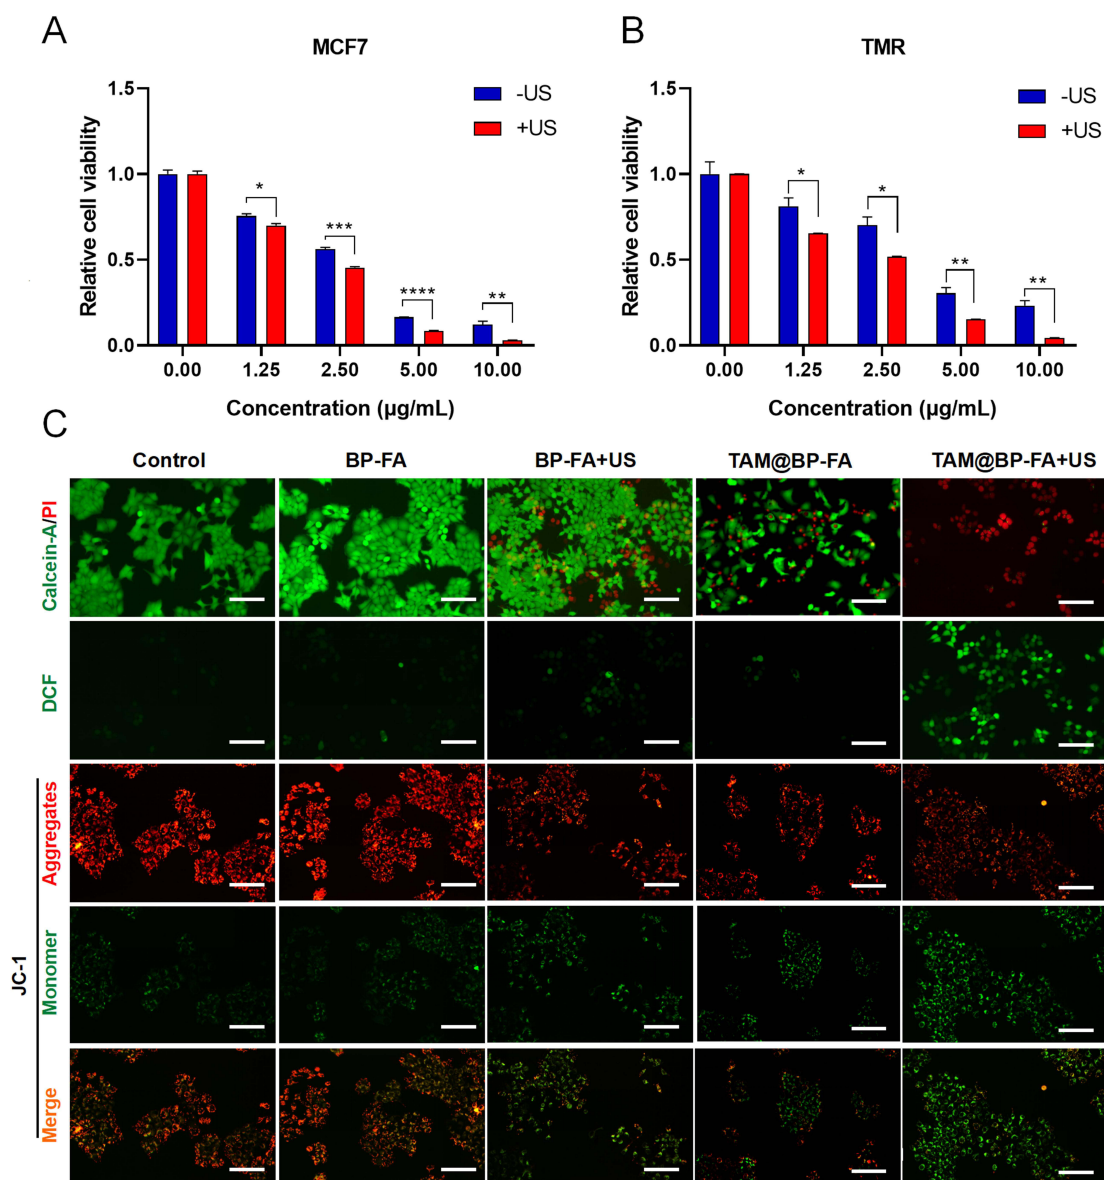 A
MCF7
-US
+US
Relative cell viability
1.5
1.0
0.5
0.0
*
***
****
**
0.00 1.25 2.50 5.00 10.00
Concentration (µg/mL)
B
TMR
-US
+US
Relative cell viability
1.5
1.0
0.5
0.0
*
*
**
**
0.00 1.25 2.50 5.00 10.00
Concentration (µg/mL)
C
Control BP-FA BP-FA+US TAM@BP-FA TAM@BP-FA+US
Calcein-A/PI
DCF
JC-1
Aggregates
Monomer
Merge